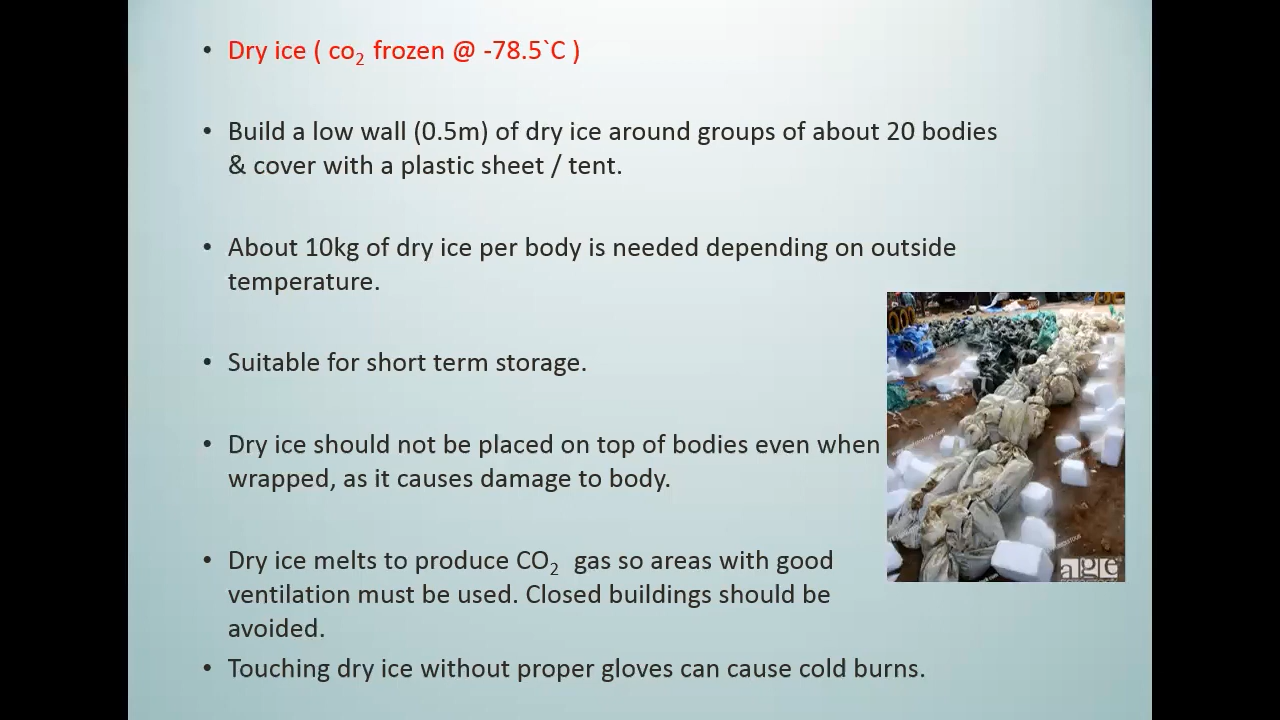 • Dry ice ( co₂ frozen @ -78.5`C )
• Build a low wall (0.5m) of dry ice around groups of about 20 bodies
& cover with a plastic sheet / tent.
• About 10kg of dry ice per body is needed depending on outside
temperature.
• Suitable for short term storage.
• Dry ice should not be placed on top of bodies even when
wrapped, as it causes damage to body.
• Dry ice melts to produce CO₂ gas so areas with good
ventilation must be used. Closed buildings should be
avoided.
• Touching dry ice without proper gloves can cause cold burns.
age